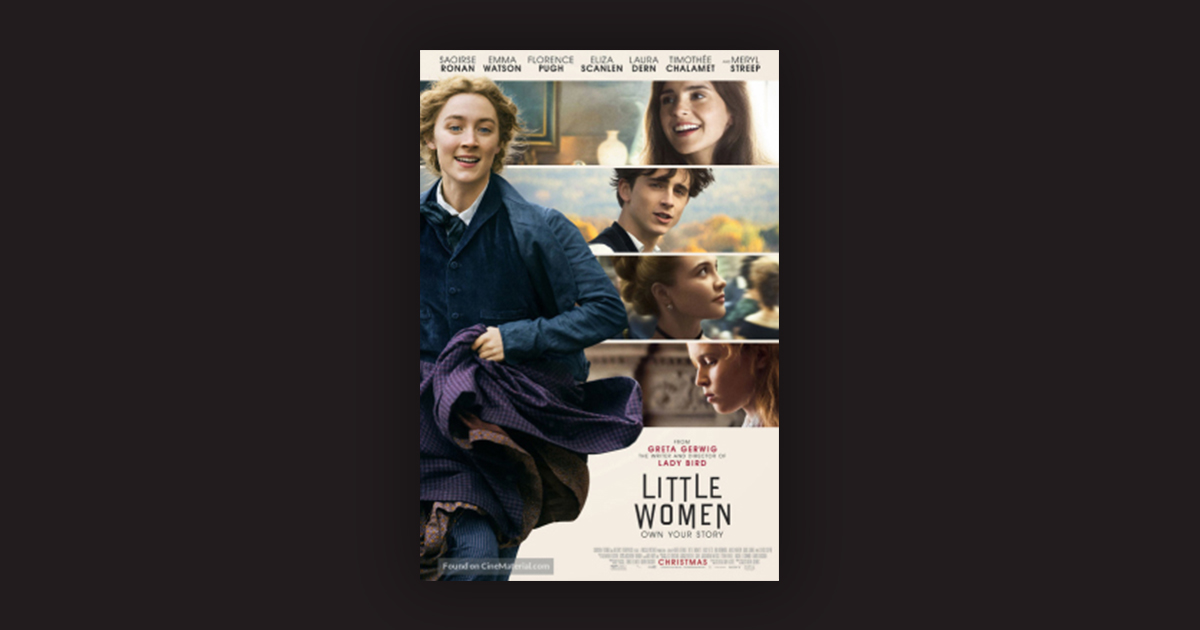 SAOIRSE EMMA FLORENCE ELIZA LAURA TIMOTHÉE AND MERYL
RONAN WATSON PUGH SCANLEN DERN CHALAMET STREEP
FROM
GRETA GERWIG
THE WRITER AND DIRECTOR OF
LADY BIRD
LITTLE
WOMEN
OWN YOUR STORY
CHRISTMAS
Found on CineMaterial.com